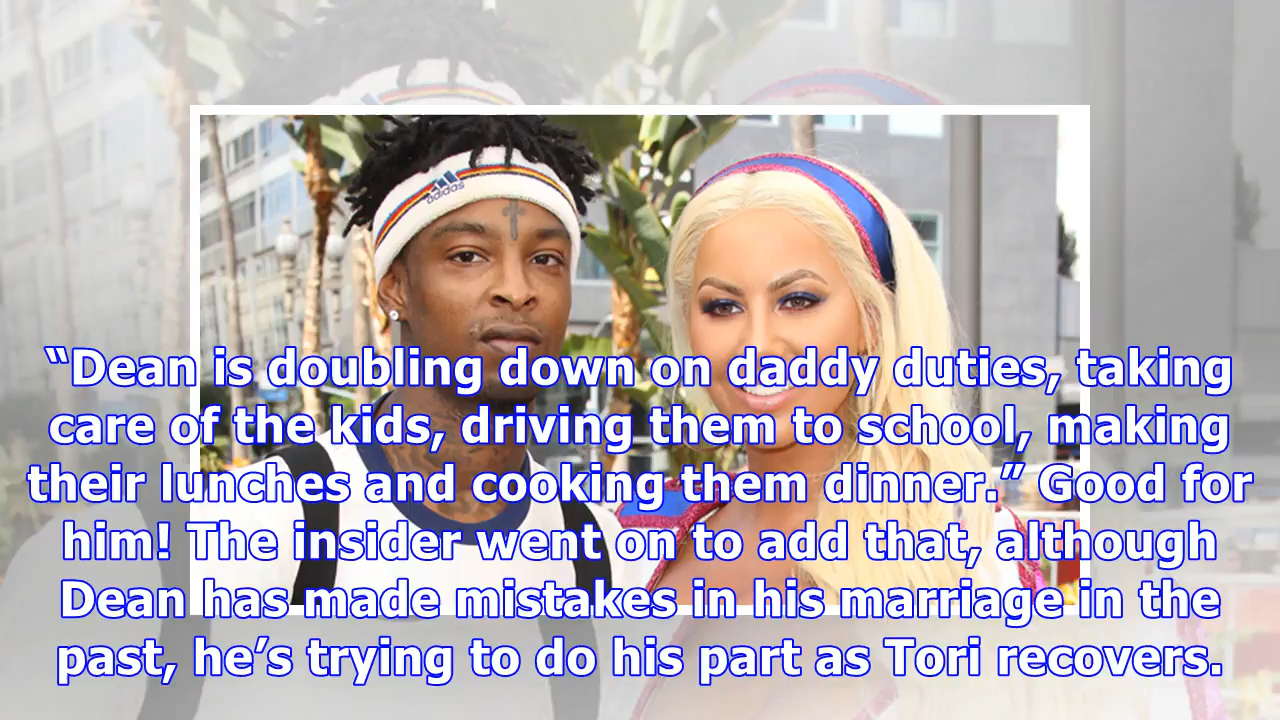 adidas
“Dean is doubling down on daddy duties, taking
care of the kids, driving them to school, making
their lunches and cooking them dinner.” Good for
him! The insider went on to add that, although
Dean has made mistakes in his marriage in the
past, he’s trying to do his part as Tori recovers.